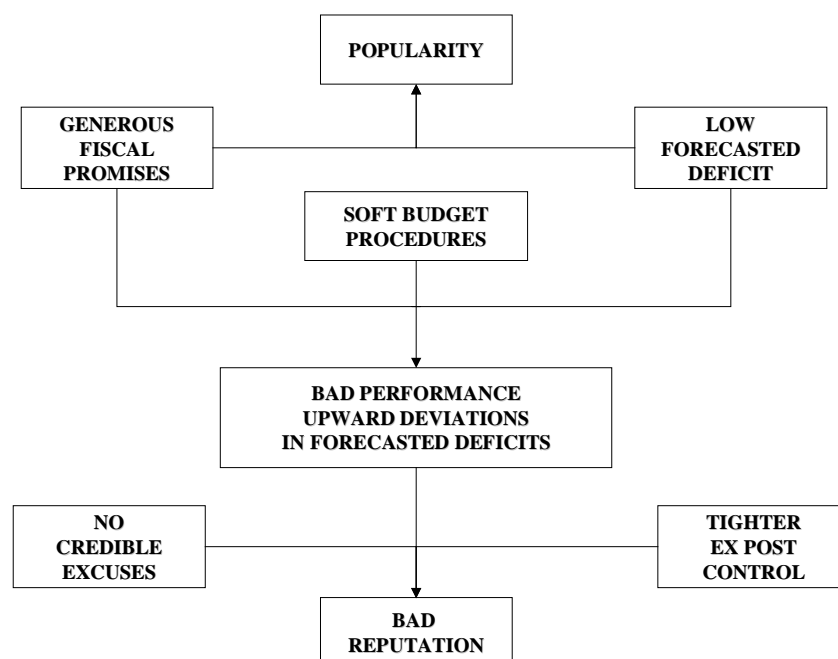 POPULARITY
GENEROUS
FISCAL
PROMISES
LOW
FORECASTED
DEFICIT
SOFT BUDGET
PROCEDURES
BAD PERFORMANCE
UPWARD DEVIATIONS
IN FORECASTED DEFICITS
NO
CREDIBLE
EXCUSES
TIGHTER
EX POST
CONTROL
BAD
REPUTATION